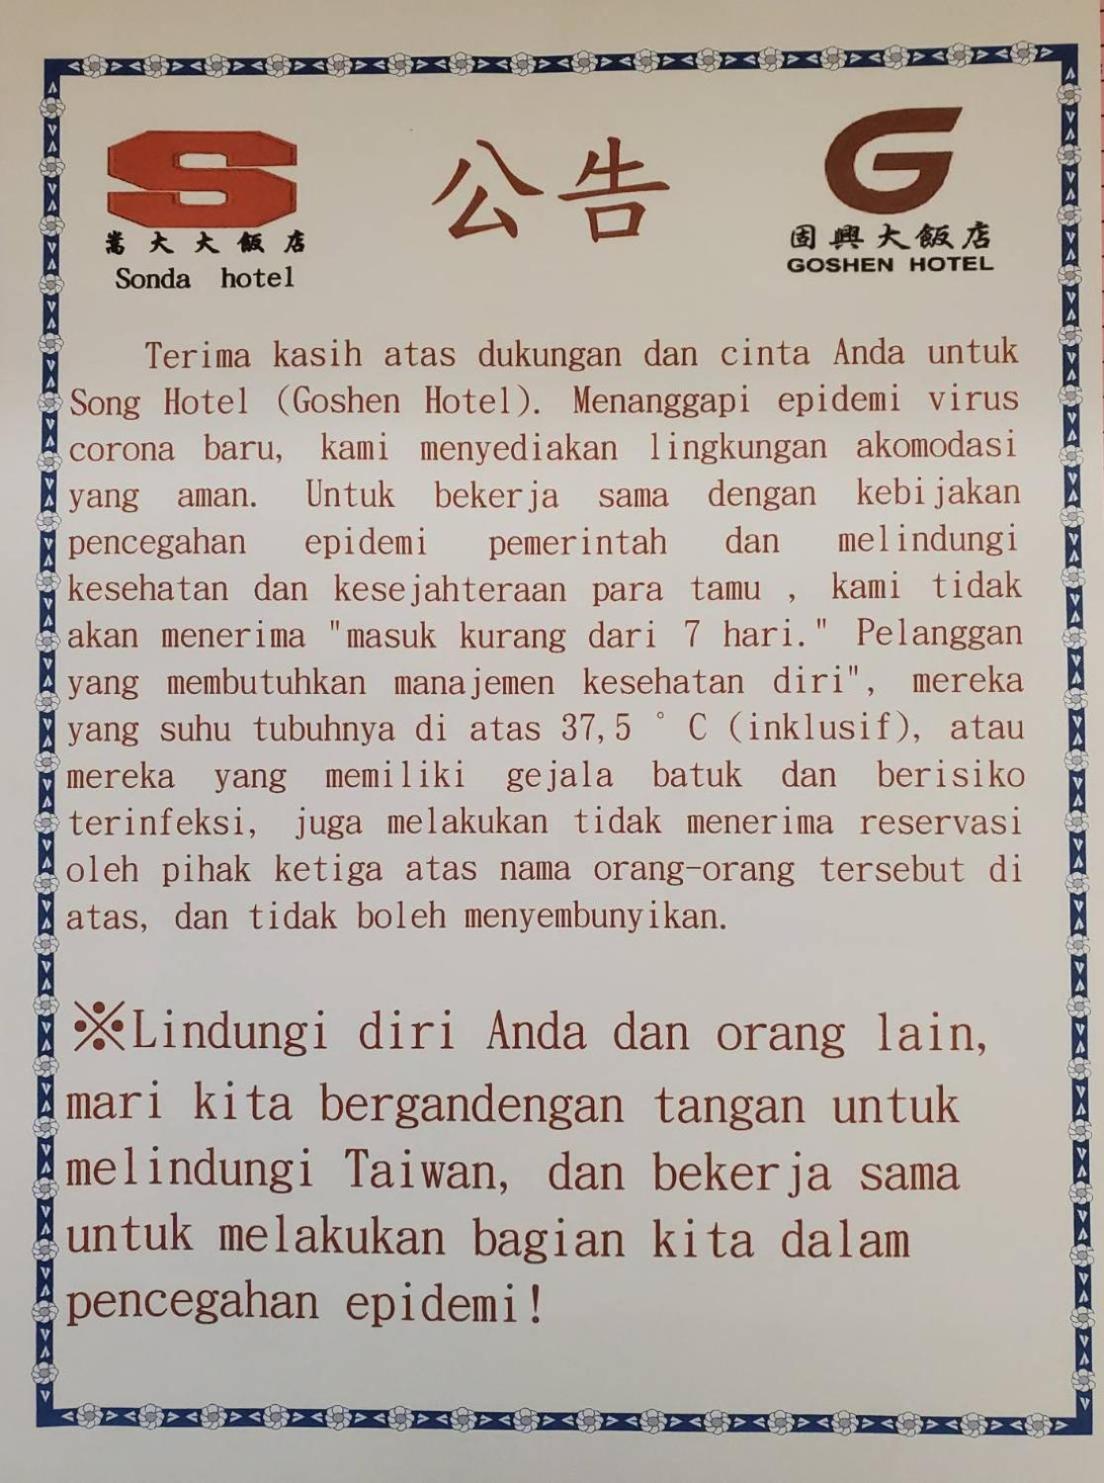 公告
嵩大大飯店
Sonda hotel
固興大飯店
GOSHEN HOTEL
Terima kasih atas dukungan dan cinta Anda untuk
Song Hotel (Goshen Hotel). Menanggapi epidemi virus
corona baru, kami menyediakan lingkungan akomodasi
yang aman. Untuk bekerja sama dengan kebijakan
pencegahan epidemi pemerintah dan melindungi
kesehatan dan kesejahteraan para tamu , kami tidak
akan menerima "masuk kurang dari 7 hari." Pelanggan
yang membutuhkan manajemen kesehatan diri", mereka
yang suhu tubuhnya di atas 37,5 ° C (inklusif), atau
mereka yang memiliki gejala batuk dan berisiko
terinfeksi, juga melakukan tidak menerima reservasi
oleh pihak ketiga atas nama orang-orang tersebut di
atas, dan tidak boleh menyembunyikan.
※Lindungi diri Anda dan orang lain,
mari kita bergandengan tangan untuk
melindungi Taiwan, dan bekerja sama
untuk melakukan bagian kita dalam
pencegahan epidemi!